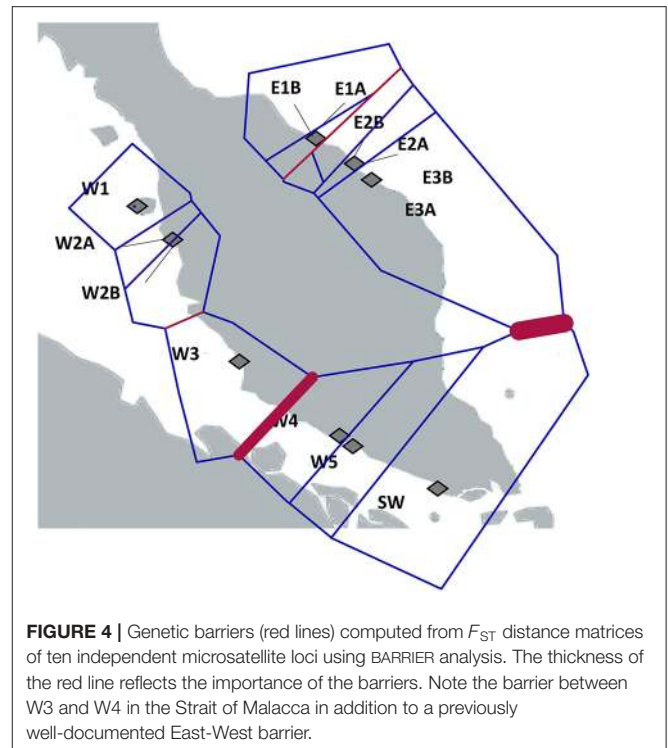 E1B
E1A
E2B
E2A
E3B
E3A
W1
W2A
W2B
W3
W4
W5
SW
FIGURE 4 | Genetic barriers (red lines) computed from FST distance matrices
of ten independent microsatellite loci using BARRIER analysis. The thickness of
the red line reflects the importance of the barriers. Note the barrier between
W3 and W4 in the Strait of Malacca in addition to a previously
well-documented East-West barrier.